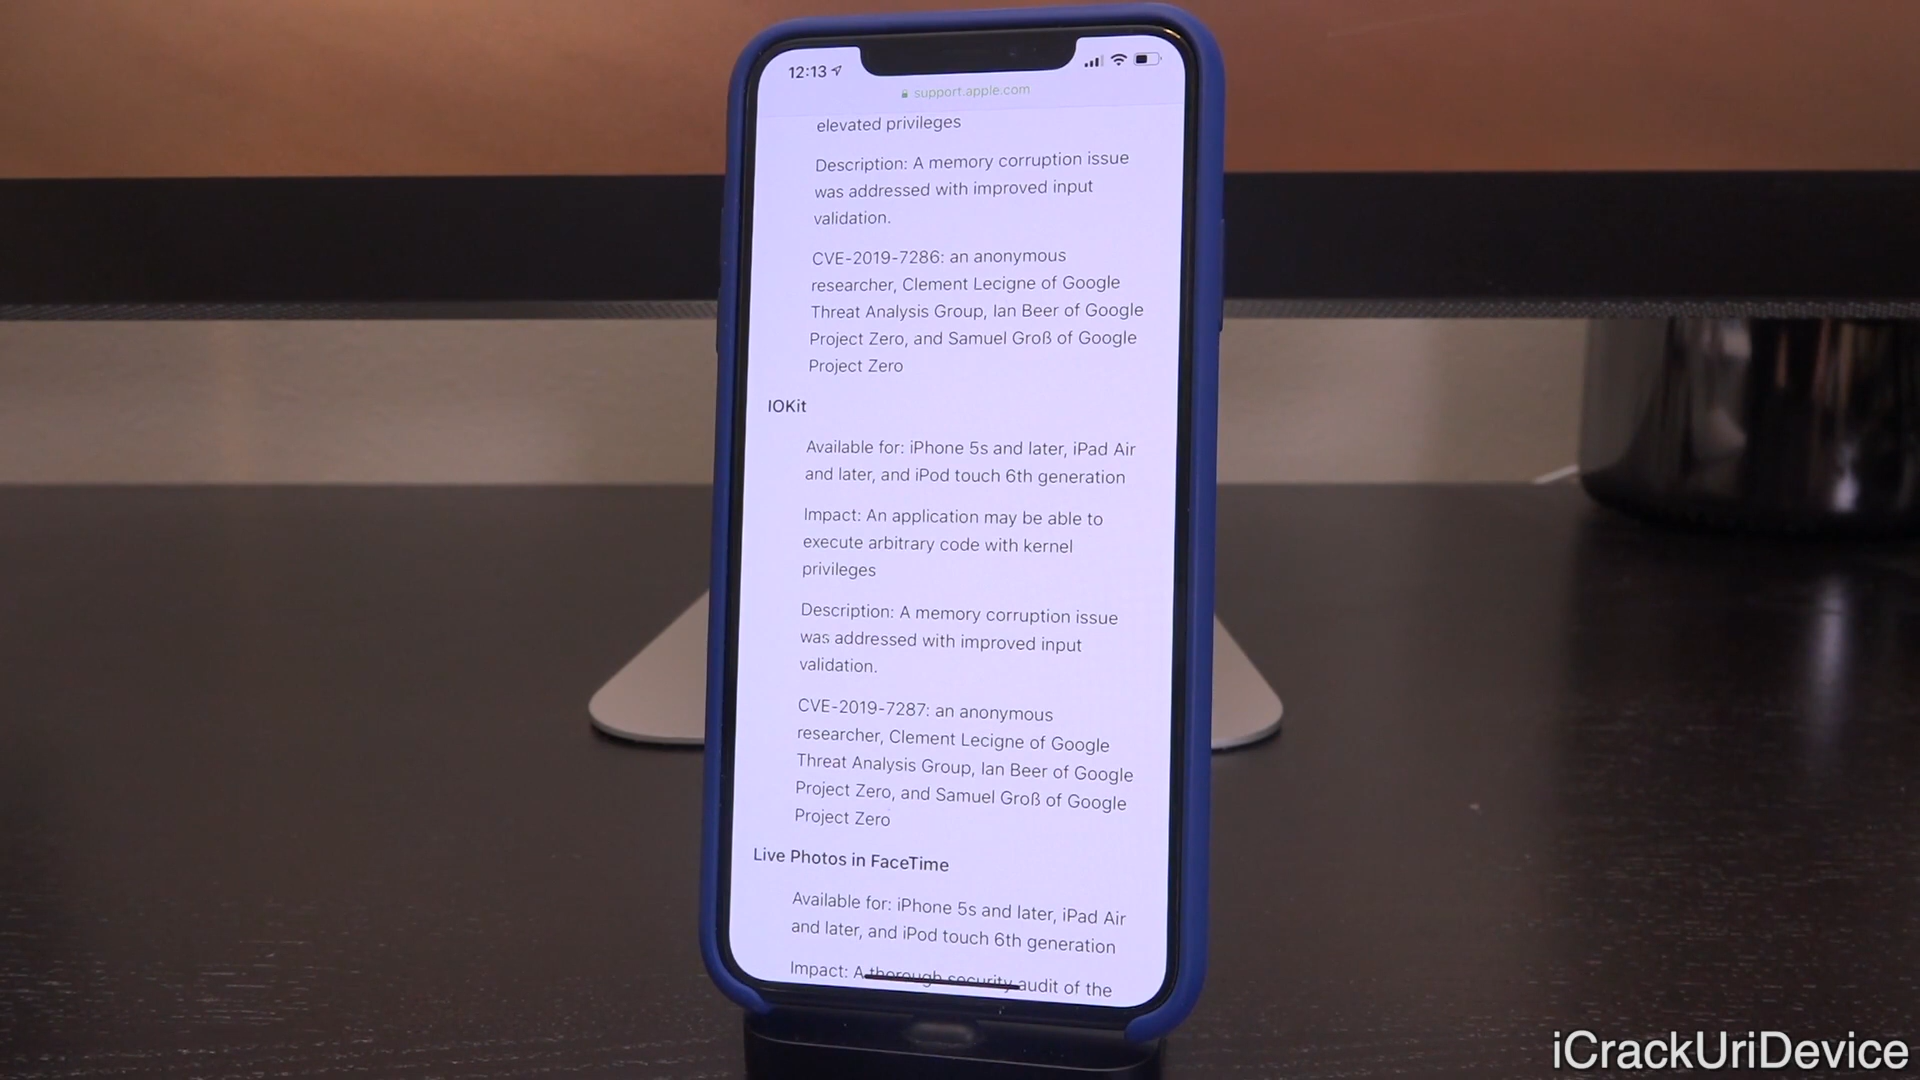 12:13
support.apple.com
elevated privileges
Description: A memory corruption issue
was addressed with improved input
validation.
CVE-2019-7286: an anonymous
researcher, Clement Lecigne of Google
Threat Analysis Group, Ian Beer of Google
Project Zero, and Samuel Groß of Google
Project Zero
IOKit
Available for: iPhone 5s and later, iPad Air
and later, and iPod touch 6th generation
Impact: An application may be able to
execute arbitrary code with kernel
privileges
Description: A memory corruption issue
was addressed with improved input
validation.
CVE-2019-7287: an anonymous
researcher, Clement Lecigne of Google
Threat Analysis Group, Ian Beer of Google
Project Zero, and Samuel Groß of Google
Project Zero
Live Photos in FaceTime
Available for: iPhone 5s and later, iPad Air
and later, and iPod touch 6th generation
Impact: A thorough security audit of the
iCrackUriDevice